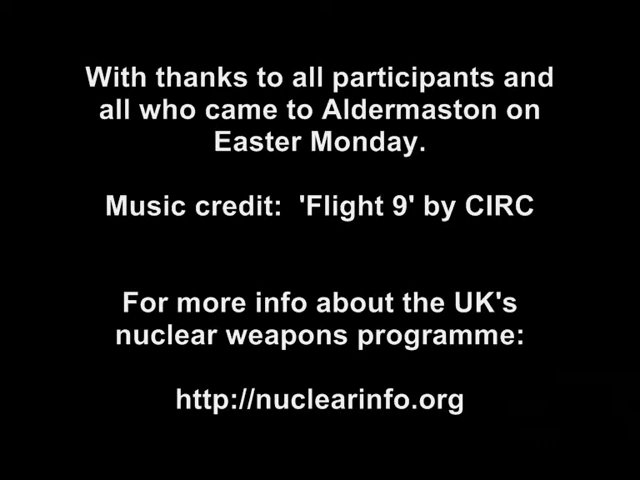 With thanks to all participants and
all who came to Aldermaston on
Easter Monday.
Music credit:  'Flight 9' by CIRC
For more info about the UK's
nuclear weapons programme:
http://nuclearinfo.org